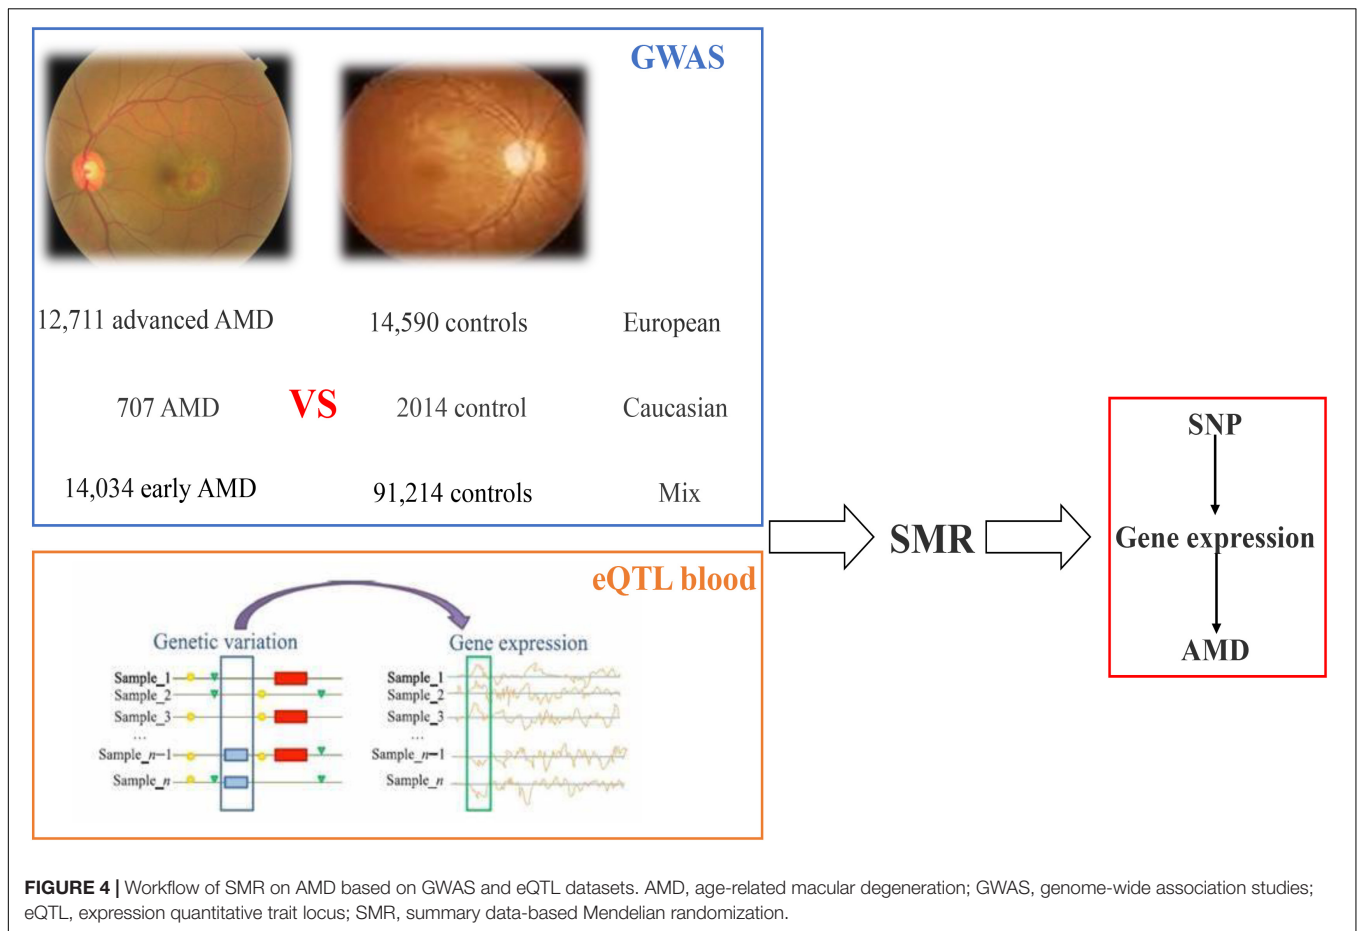 GWAS
12,711 advanced AMD 14,590 controls European
707 AMD VS 2014 control Caucasian
14,034 early AMD 91,214 controls Mix
eQTL blood
Genetic variation
Sample_1
Sample_2
Sample_3
...
Sample_n−1
Sample_n
Gene expression
Sample_1
Sample_2
Sample_3
...
Sample_n−1
Sample_n
SMR
SNP
Gene expression
AMD
FIGURE 4 | Workflow of SMR on AMD based on GWAS and eQTL datasets. AMD, age-related macular degeneration; GWAS, genome-wide association studies;
eQTL, expression quantitative trait locus; SMR, summary data-based Mendelian randomization.